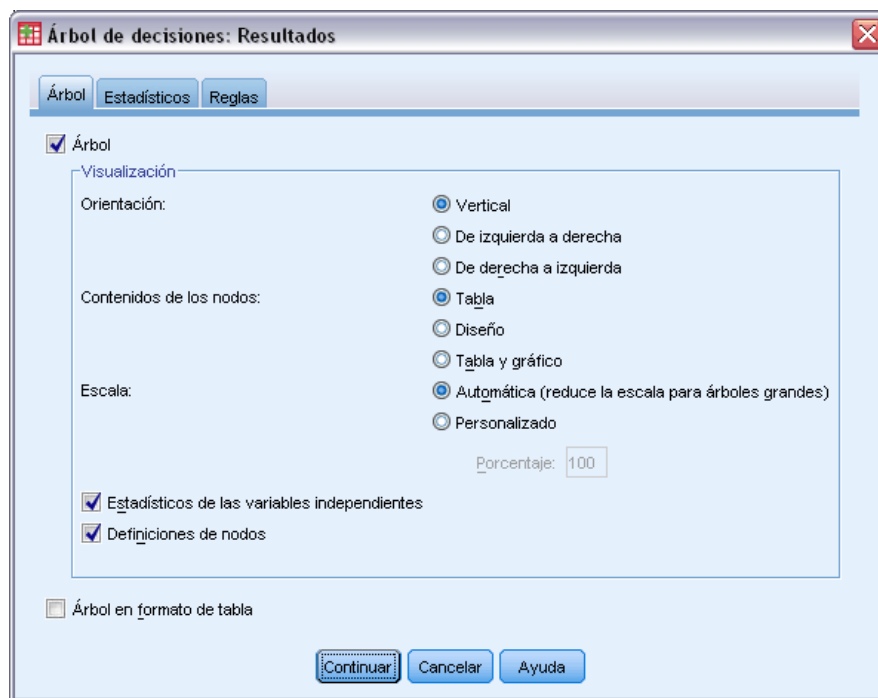 Árbol de decisiones: Resultados
Árbol Estadísticos Reglas
Árbol
Visualización
Orientación: Vertical
De izquierda a derecha
De derecha a izquierda
Contenidos de los nodos: Tabla
Diseño
Tabla y gráfico
Escala: Automática (reduce la escala para árboles grandes)
Personalizado
Porcentaje: 100
Estadísticos de las variables independientes
Definiciones de nodos
Árbol en formato de tabla
Continuar Cancelar Ayuda